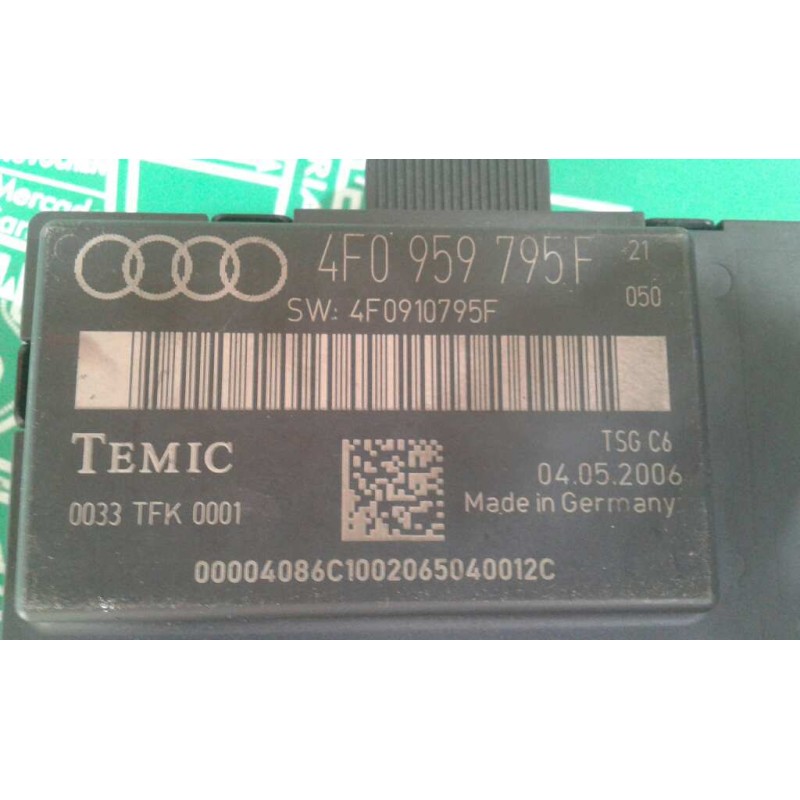 Mercad
4F0 959 795F 21
050
SW: 4F0910795F
TEMIC
TSG C6
04.05.2006
0033 TFK 0001
Made in Germany
00004086C1002065040012C